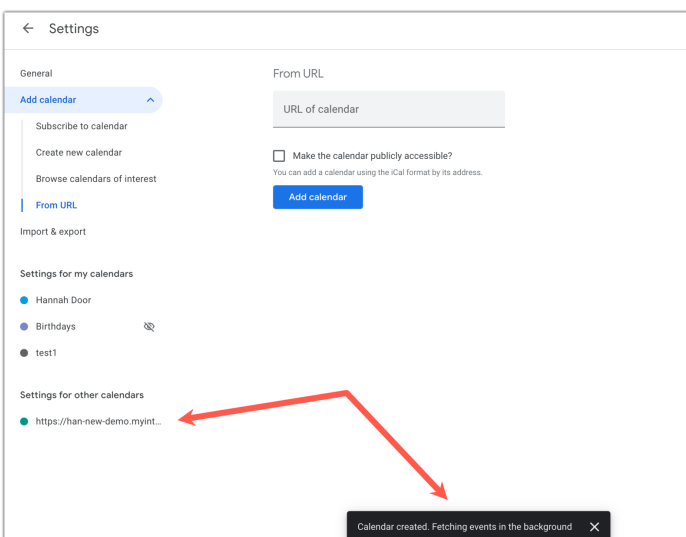 Settings
General
Add calendar
Subscribe to calendar
Create new calendar
Browse calendars of interest
From URL
Import & export
Settings for my calendars
Hannah Door
Birthdays
test1
Settings for other calendars
https://han-new-demo.myint...
From URL
URL of calendar
Make the calendar publicly accessible?
You can add a calendar using the iCal format by its address.
Add calendar
Calendar created. Fetching events in the background